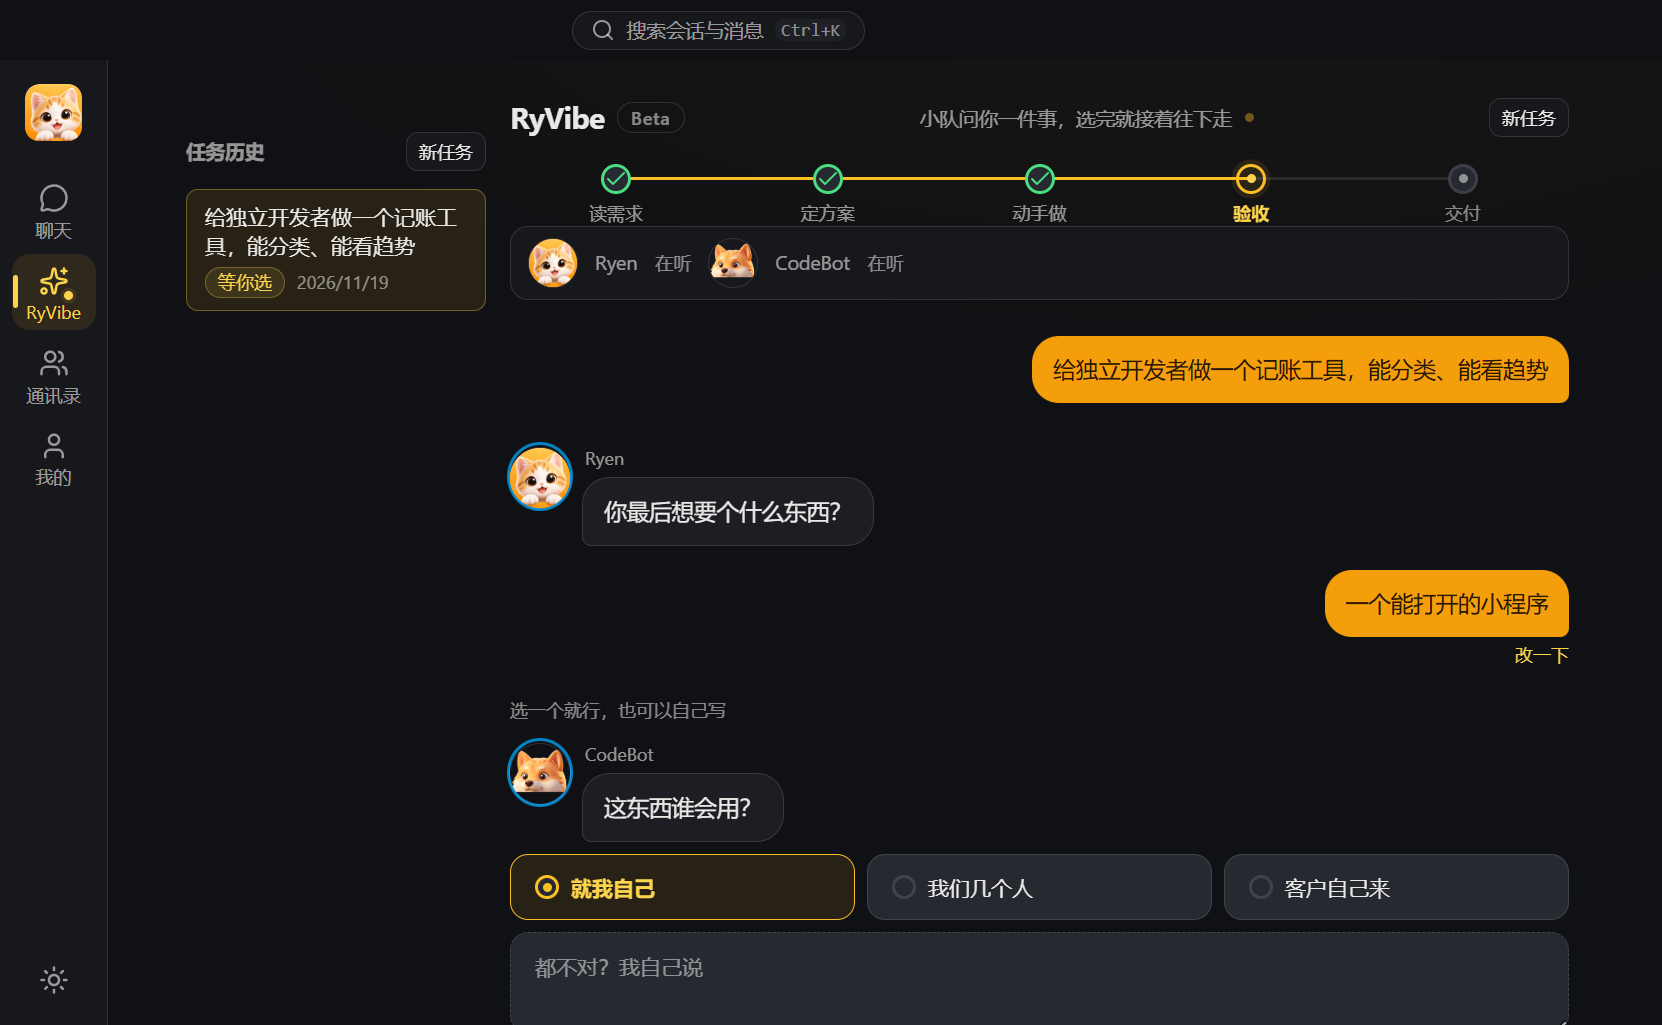 搜索会话与消息 Ctrl+K
聊天
RyVibe
通讯录
我的
任务历史
新任务
给独立开发者做一个记账工
具，能分类、能看趋势
等你选 2026/11/19
RyVibe Beta
小队问你一件事，选完就接着往下走
新任务
读需求
定方案
动手做
验收
交付
Ryen 在听 CodeBot 在听
给独立开发者做一个记账工具，能分类、能看趋势
Ryen
你最后想要个什么东西？
一个能打开的小程序
改一下
选一个就行，也可以自己写
CodeBot
这东西谁会用？
就我自己
我们几个人
客户自己来
都不对？我自己说